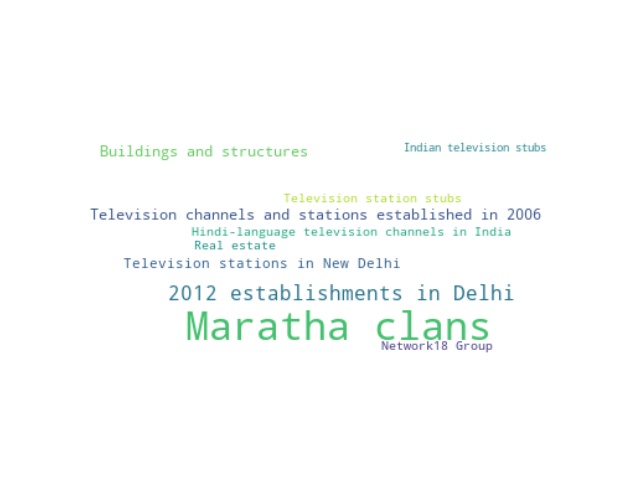 Indian television stubs
Buildings and structures
Television station stubs
Television channels and stations established in 2006
Hindi-language television channels in India
Real estate
Television stations in New Delhi
2012 establishments in Delhi
Maratha clans
Network18 Group